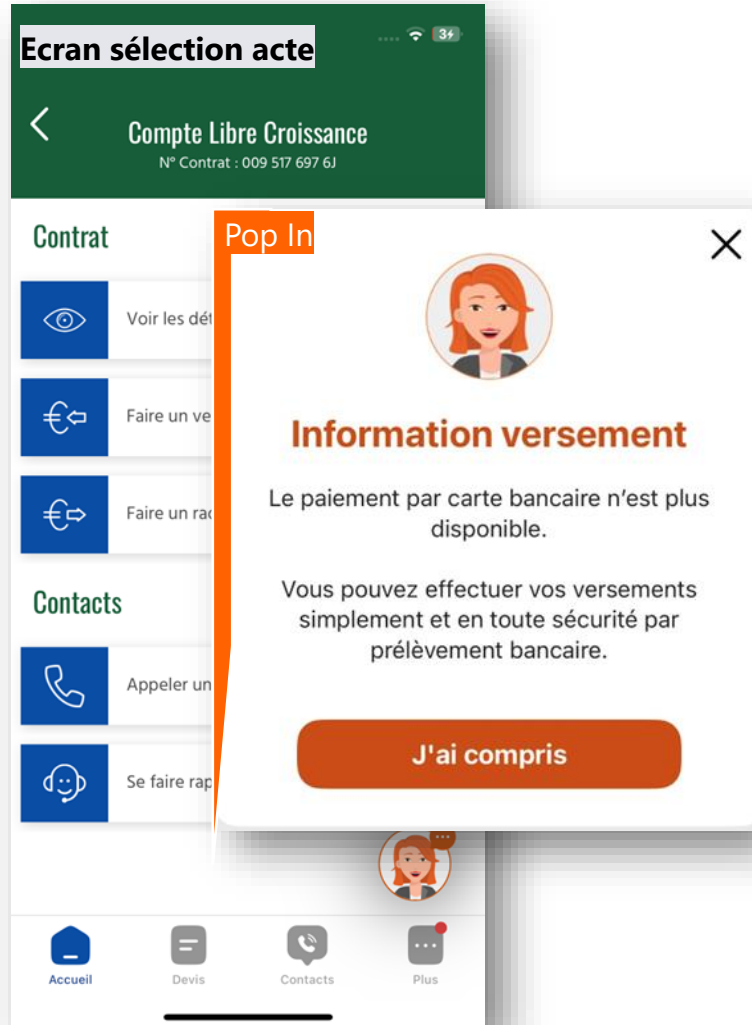 Ecran sélection acte
34
Compte Libre Croissance
N° Contrat : 009 517 697 6J
Contrat
Voir les dét
Faire un ve
Faire un rac
Contacts
Appeler un
Se faire rap
Pop In
Information versement
Le paiement par carte bancaire n'est plus
disponible.
Vous pouvez effectuer vos versements
simplement et en toute sécurité par
prélèvement bancaire.
J'ai compris
Accueil
Devis
Contacts
Plus